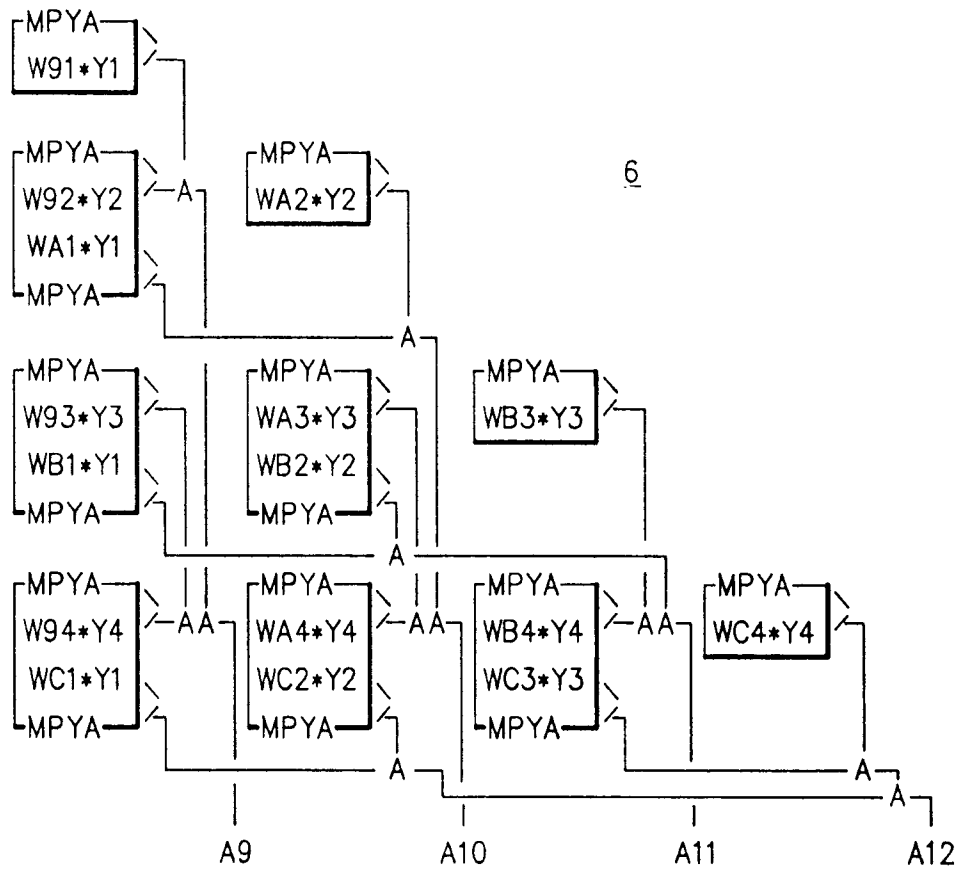 MPYA
W91*Y1
MPYA MPYA 6
W92*Y2 A WA2*Y2
WA1*Y1
MPYA
A
MPYA MPYA MPYA
W93*Y3 WA3*Y3 WB3*Y3
WB1*Y1 WB2*Y2
MPYA MPYA
A
MPYA MPYA MPYA MPYA
W94*Y4 AA WA4*Y4 AA WB4*Y4 AA WC4*Y4
WC1*Y1 WC2*Y2 WC3*Y3
MPYA MPYA MPYA
A A
A
A9 A10 A11 A12